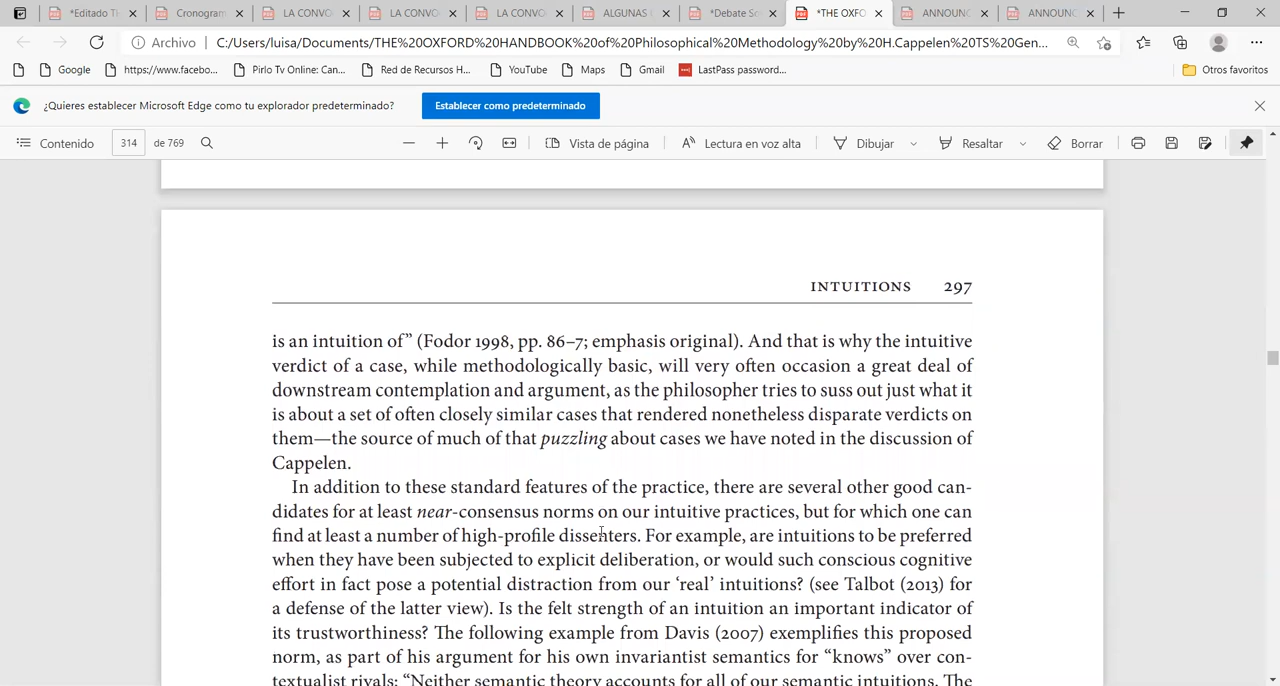 *Editado T
Cronogram
LA CONVO
LA CONVO
LA CONVO
ALGUNAS
*Debate So
*THE OXFO
ANNOUNC
ANNOUNC
Archivo
C:/Users/luisa/Documents/THE%20OXFORD%20HANDBOOK%20of%20Philosophical%20Methodology%20by%20H.Cappelen%20TS%20Gen...
Google
https://www.facebo...
Pirlo Tv Online: Can...
Red de Recursos H...
YouTube
Maps
Gmail
LastPass password...
Otros favoritos
¿Quieres establecer Microsoft Edge como tu explorador predeterminado?
Establecer como predeterminado
Contenido
314
de 769
Vista de página
Lectura en voz alta
Dibujar
Resaltar
Borrar
INTUITIONS 297
is an intuition of” (Fodor 1998, pp. 86–7; emphasis original). And that is why the intuitive
verdict of a case, while methodologically basic, will very often occasion a great deal of
downstream contemplation and argument, as the philosopher tries to suss out just what it
is about a set of often closely similar cases that rendered nonetheless disparate verdicts on
them—the source of much of that puzzling about cases we have noted in the discussion of
Cappelen.
In addition to these standard features of the practice, there are several other good can-
didates for at least near-consensus norms on our intuitive practices, but for which one can
find at least a number of high-profile dissenters. For example, are intuitions to be preferred
when they have been subjected to explicit deliberation, or would such conscious cognitive
effort in fact pose a potential distraction from our ‘real’ intuitions? (see Talbot (2013) for
a defense of the latter view). Is the felt strength of an intuition an important indicator of
its trustworthiness? The following example from Davis (2007) exemplifies this proposed
norm, as part of his argument for his own invariantist semantics for “knows” over con-
textualist rivals: “Neither semantic theory accounts for all of our semantic intuitions. The